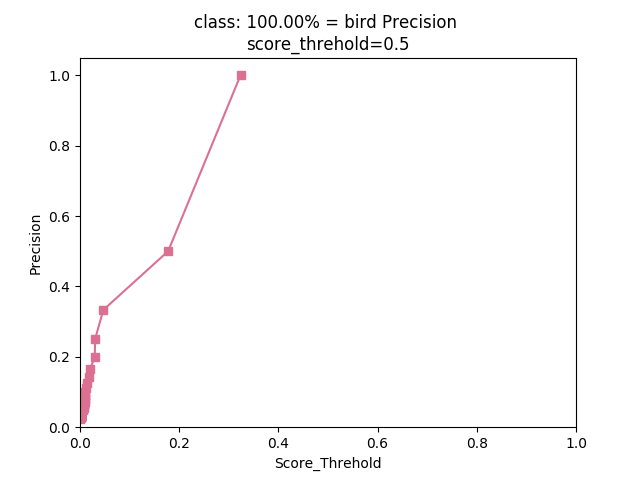 class: 100.00% = bird Precision
score_threhold=0.5
1.0
0.8
0.6
0.4
0.2
0.0
Precision
0.0 0.2 0.4 0.6 0.8 1.0
Score_Threhold